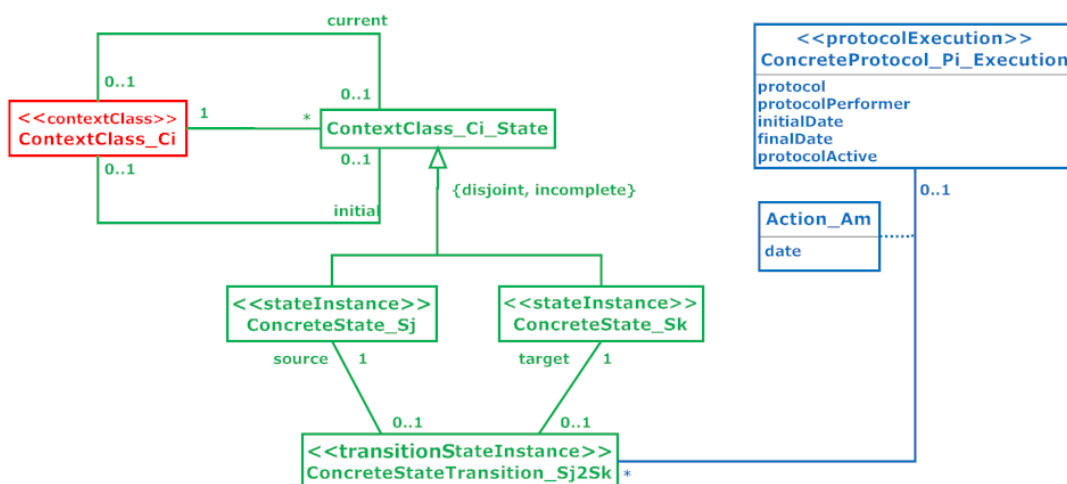 current
<<protocolExecution>>
ConcreteProtocol_Pi_Execution
protocol
protocolPerformer
initialDate
finalDate
protocolActive
0..1
0..1
<<contextClass>>
ContextClass_Ci
1
*
ContextClass_Ci_State
0..1
0..1
{disjoint, incomplete}
initial
0..1
Action_Am
date
<<stateInstance>>
ConcreteState_Sj
<<stateInstance>>
ConcreteState_Sk
source
1
target
1
0..1
0..1
<<transitionStateInstance>>
ConcreteStateTransition_Sj2Sk
*